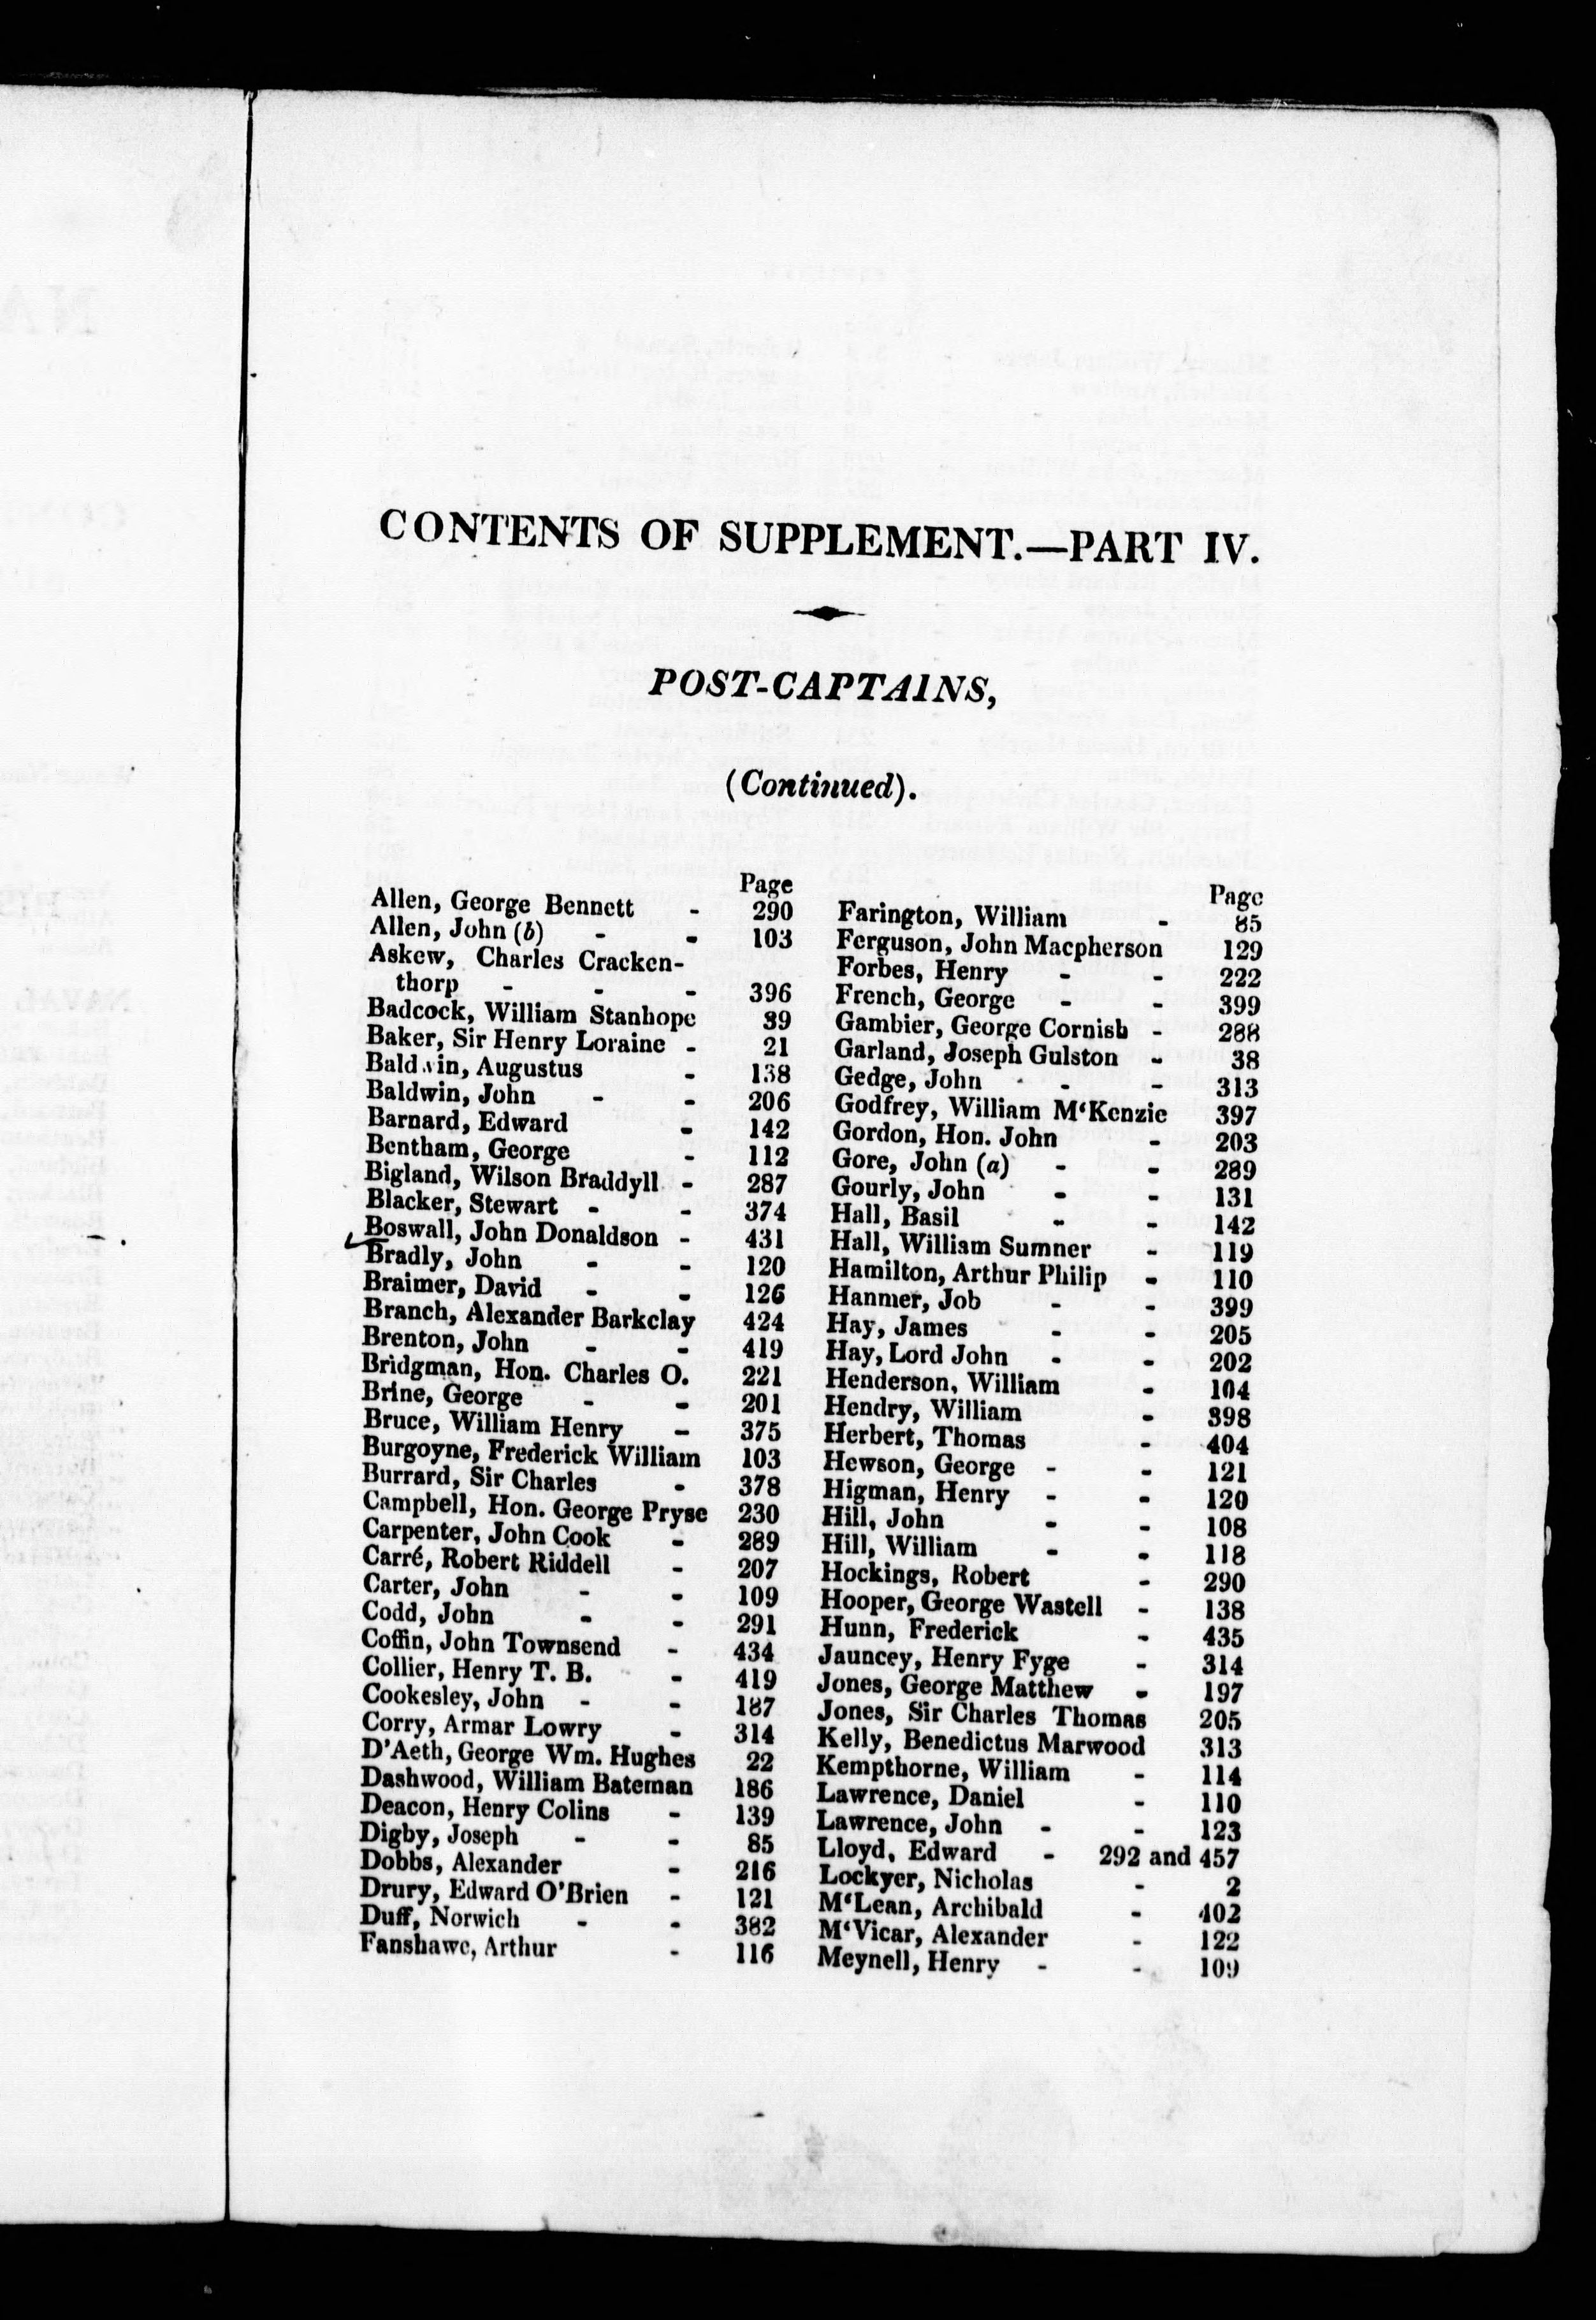 CONTENTS OF SUPPLEMENT.—PART IV.
POST-CAPTAINS,
(Continued).
Page
Allen, George Bennett - 290
Allen, John (b) - - 103
Askew, Charles Cracken-
thorp - - - 396
Badcock, William Stanhope 39
Baker, Sir Henry Loraine - 21
Baldwin, Augustus - 138
Baldwin, John - - 206
Barnard, Edward - 142
Bentham, George - 112
Bigland, Wilson Braddyll - 287
Blacker, Stewart - - 374
Boswall, John Donaldson - 431
Bradly, John - - 120
Braimer, David - - 126
Branch, Alexander Barkclay 424
Brenton, John - - 419
Bridgman, Hon. Charles O. 221
Brine, George - - 201
Bruce, William Henry - 375
Burgoyne, Frederick William 103
Burrard, Sir Charles - 378
Campbell, Hon. George Pryse 230
Carpenter, John Cook - 289
Carré, Robert Riddell - 207
Carter, John - - 109
Codd, John - - 291
Coffin, John Townsend - 434
Collier, Henry T. B. - 419
Cookesley, John - - 187
Corry, Armar Lowry - 314
D'Aeth, George Wm. Hughes 22
Dashwood, William Bateman 186
Deacon, Henry Colins - 139
Digby, Joseph - - 85
Dobbs, Alexander - 216
Drury, Edward O'Brien - 121
Duff, Norwich - - 382
Fanshawe, Arthur - 116
Page
Farington, William - 85
Ferguson, John Macpherson 129
Forbes, Henry - - 222
French, George - - 399
Gambier, George Cornish - 288
Garland, Joseph Gulston - 38
Gedge, John - - 313
Godfrey, William M‘Kenzie 397
Gordon, Hon. John - 203
Gore, John (a) - - 289
Gourly, John - - 131
Hall, Basil - - 142
Hall, William Sumner - 119
Hamilton, Arthur Philip - 110
Hanmer, Job - - 399
Hay, James - - 205
Hay, Lord John - - 202
Henderson, William - 104
Hendry, William - 398
Herbert, Thomas - 404
Hewson, George - - 121
Higman, Henry - - 120
Hill, John - - 108
Hill, William - - 118
Hockings, Robert - 290
Hooper, George Wastell - 138
Hunn, Frederick - 435
Jauncey, Henry Fyge - 314
Jones, George Matthew - 197
Jones, Sir Charles Thomas 205
Kelly, Benedictus Marwood 313
Kempthorne, William - 114
Lawrence, Daniel - 110
Lawrence, John - - 123
Lloyd, Edward - 292 and 457
Lockyer, Nicholas - 2
M‘Lean, Archibald - 402
M‘Vicar, Alexander - 122
Meynell, Henry - - 109